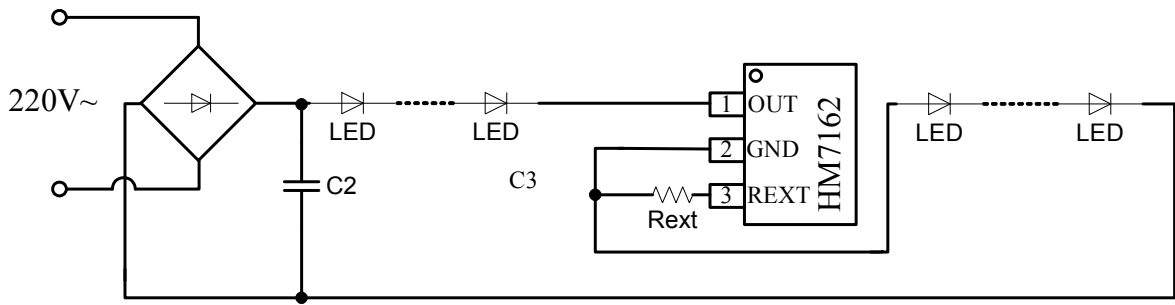 220V~
LED
LED
C2
C3
1
OUT
2
GND
3
REXT
HM7162
Rext
LED
LED